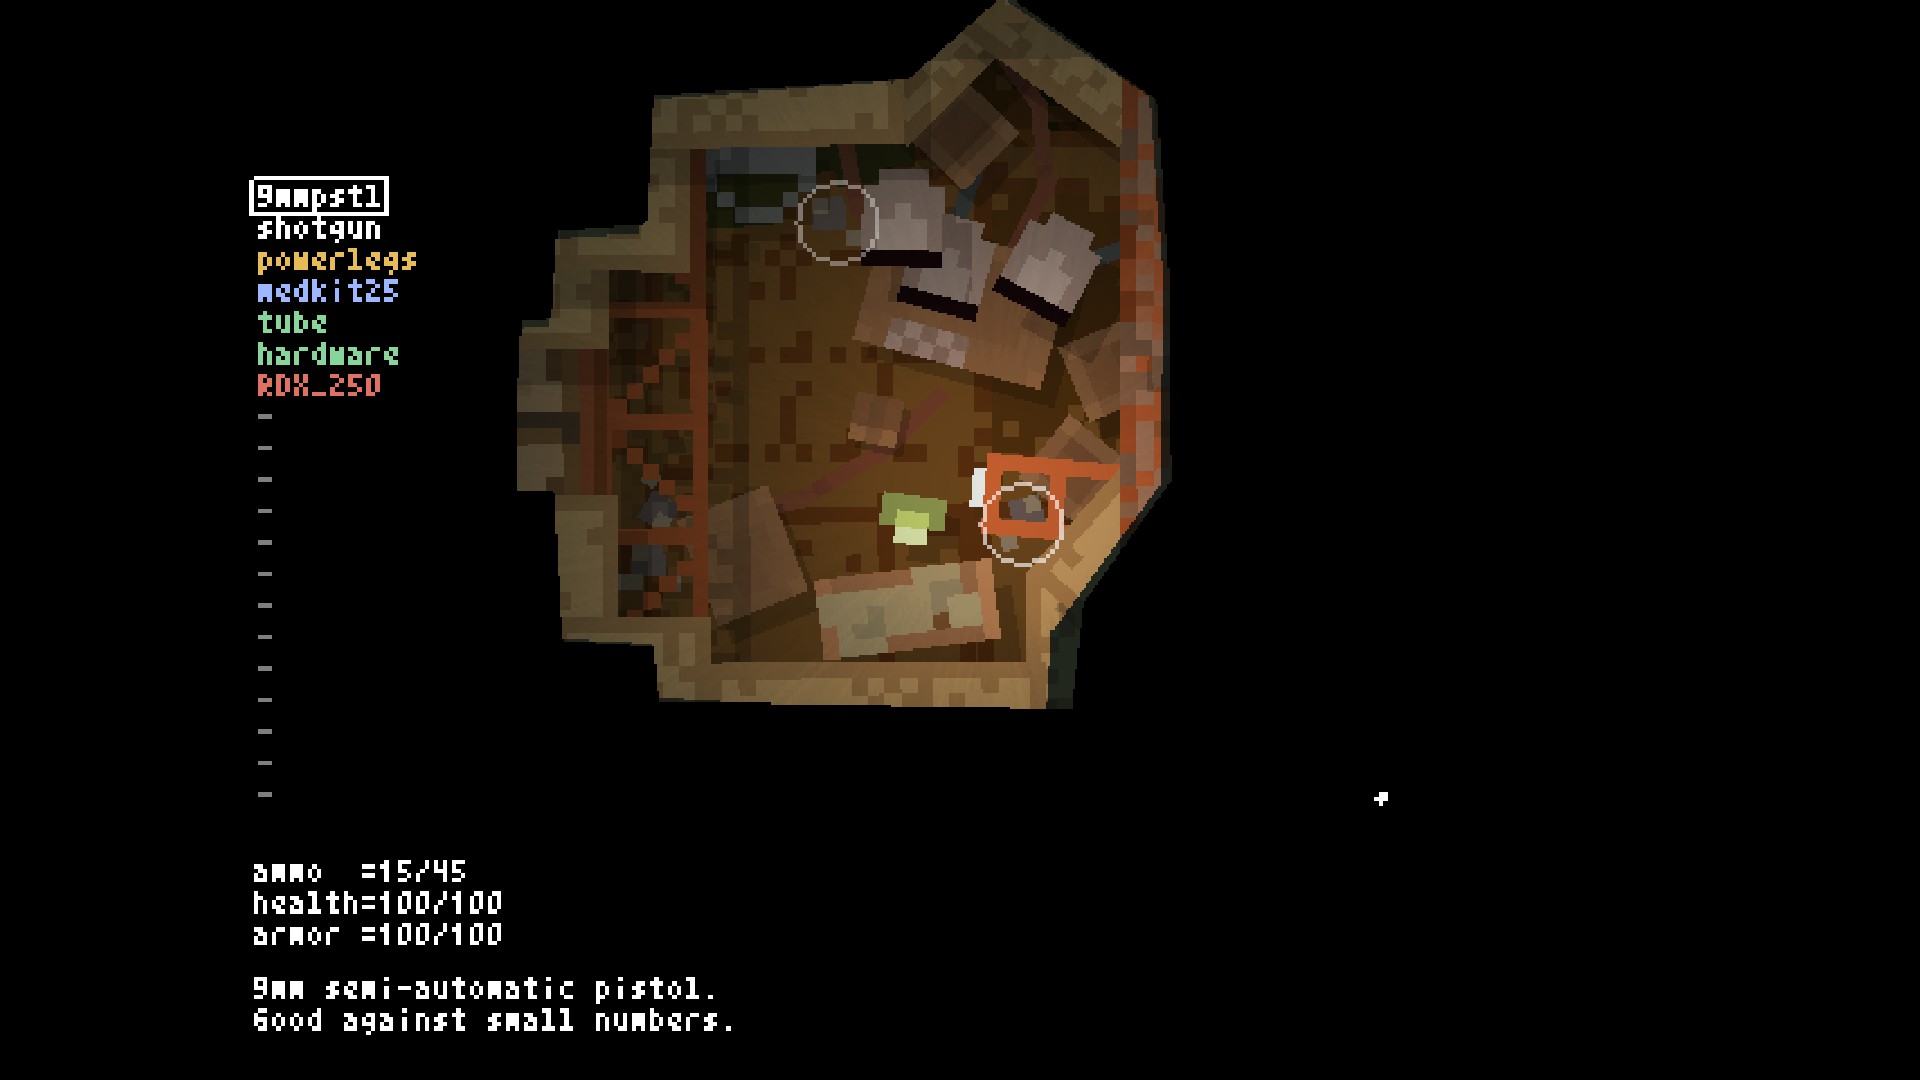 9mmpstl
shotgun
powerlegs
medkit25
tube
hardware
RDX_250
-
-
-
-
-
-
-
-
-
-
-
-
-
ammo  =15/45
health=100/100
armor =100/100
9mm semi-automatic pistol.
Good against small numbers.